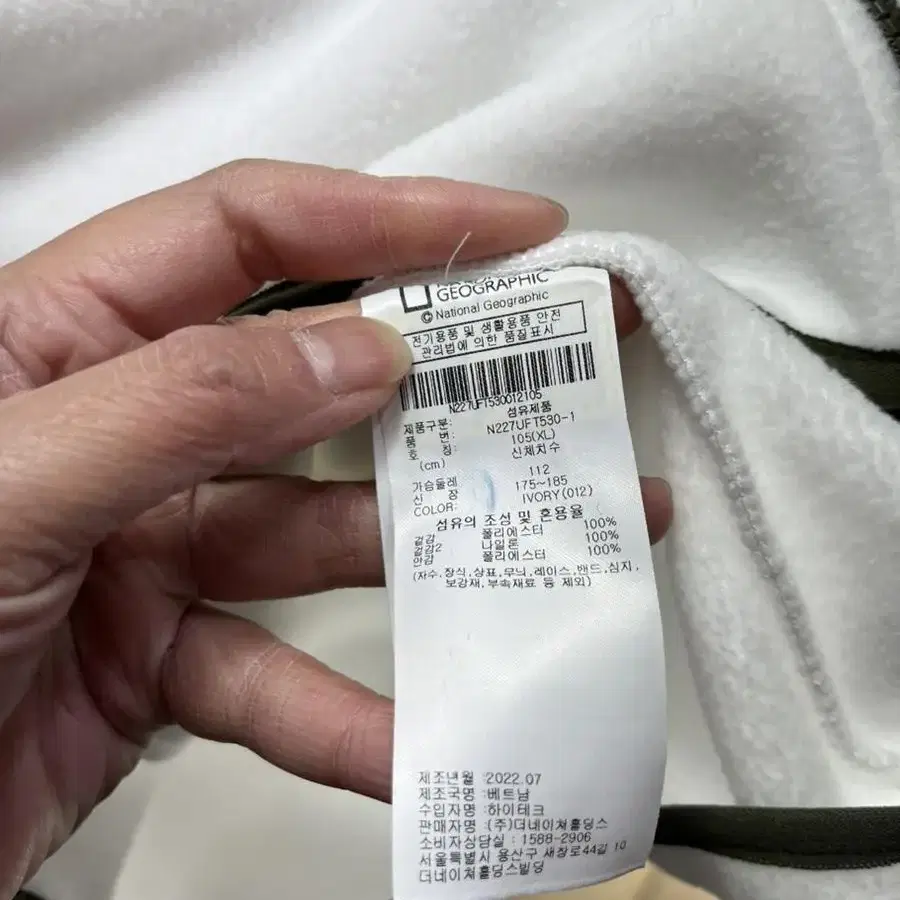 GEOGRAPHIC
© National Geographic
전기용품 및 생활용품 안전
관리법에 의한 품질표시
N227UFT530012105
제품구분: 섬유제품
품 번: N227UFT530-1
호 칭: 105(XL)
(cm) 신체치수
가슴둘레 112
신 장 175~185
COLOR: IVORY(012)
섬유의 조성 및 혼용율
겉감 폴리에스터 100%
겉감2 나일론 100%
안감 폴리에스터 100%
(자수,장식,상표,무늬,레이스,밴드,심지,
보강재,부속재료 등 제외)
제조년월 :2022.07
제조국명 :베트남
수입자명 :하이테크
판매자명 :(주)더네이쳐홀딩스
소비자상담실 : 1588-2906
서울특별시 용산구 새창로44길 10
더네이쳐홀딩스빌딩